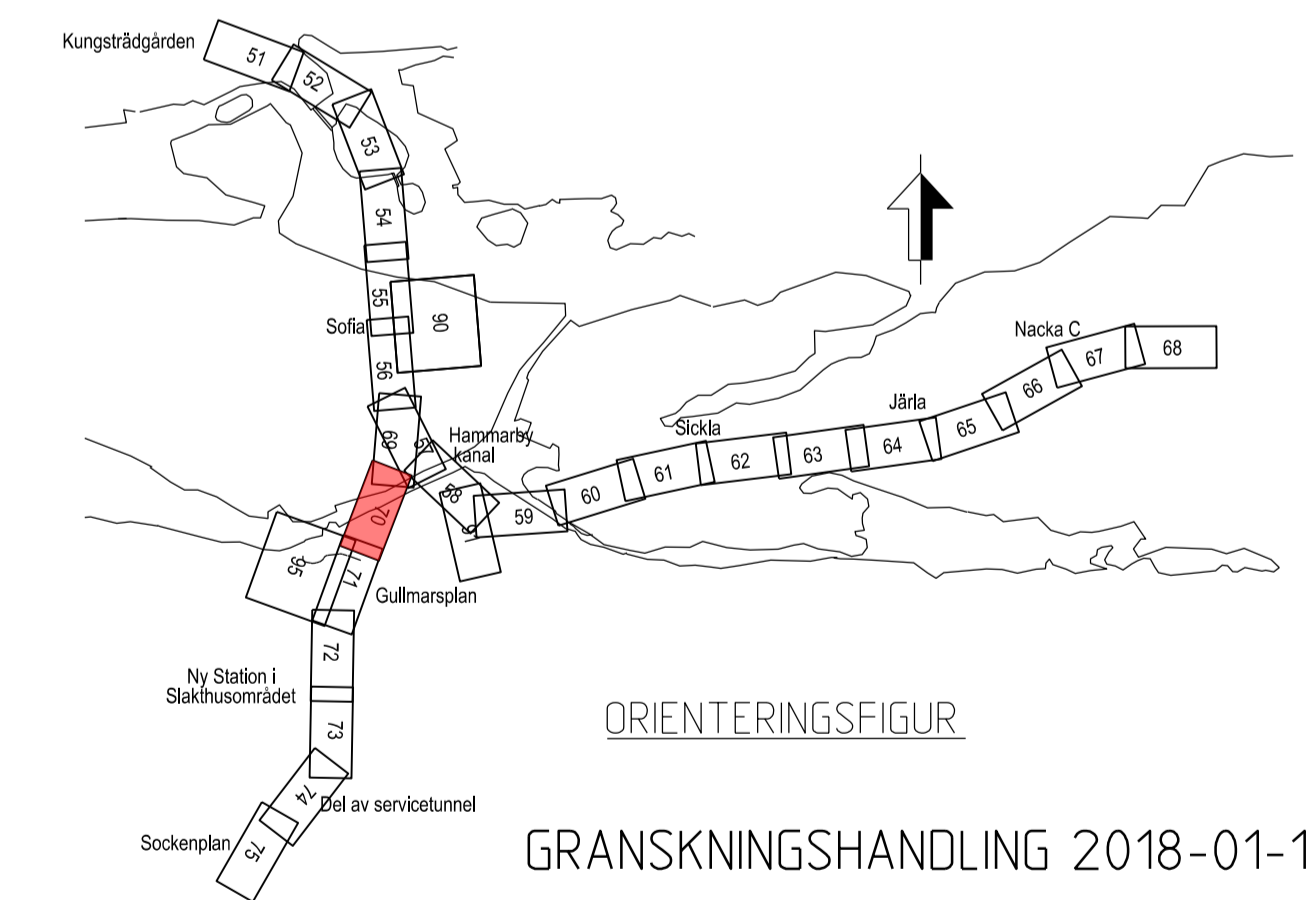 Kungsträdgården
51
52
53
54
55
Sofia
90
56
Nacka C
67
68
66
Järla
65
Sickla
64
63
62
61
60
59
Hammarby
kanal
69
57
58
70
95
71
Gullmarsplan
72
Ny Station i
Slakthusområdet
73
ORIENTERINGSFIGUR
74
Del av servicetunnel
Sockenplan
75
GRANSKNINGSHANDLING 2018-01-1